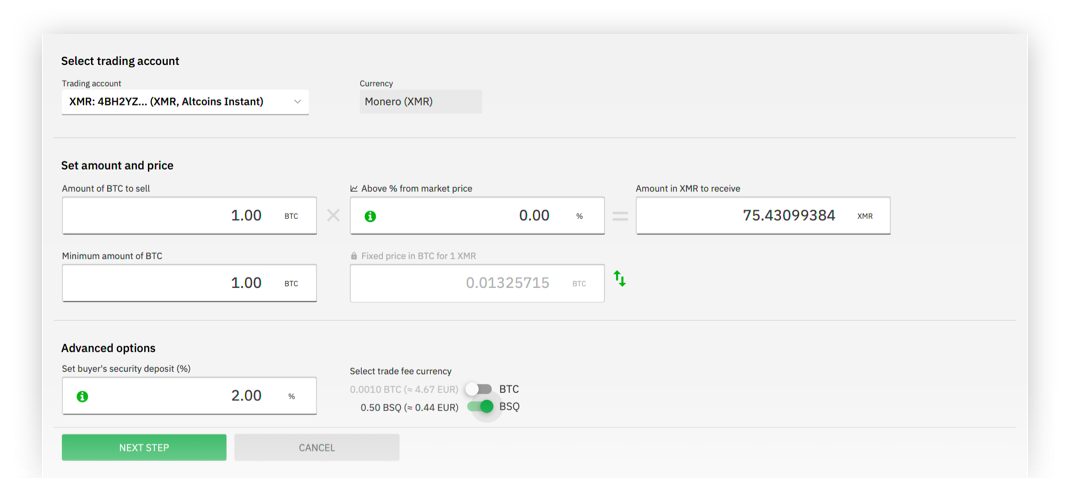 Select trading account
Trading account
Currency
XMR: 4BH2YZ... (XMR, Altcoins Instant)
Monero (XMR)
Set amount and price
Amount of BTC to sell
Above % from market price
Amount in XMR to receive
1.00 BTC
0.00 %
75.43099384 XMR
Minimum amount of BTC
Fixed price in BTC for 1 XMR
1.00 BTC
0.01325715 BTC
Advanced options
Set buyer's security deposit (%)
Select trade fee currency
2.00 %
0.0010 BTC (≈ 4.67 EUR) BTC
0.50 BSQ (≈ 0.44 EUR) BSQ
NEXT STEP
CANCEL